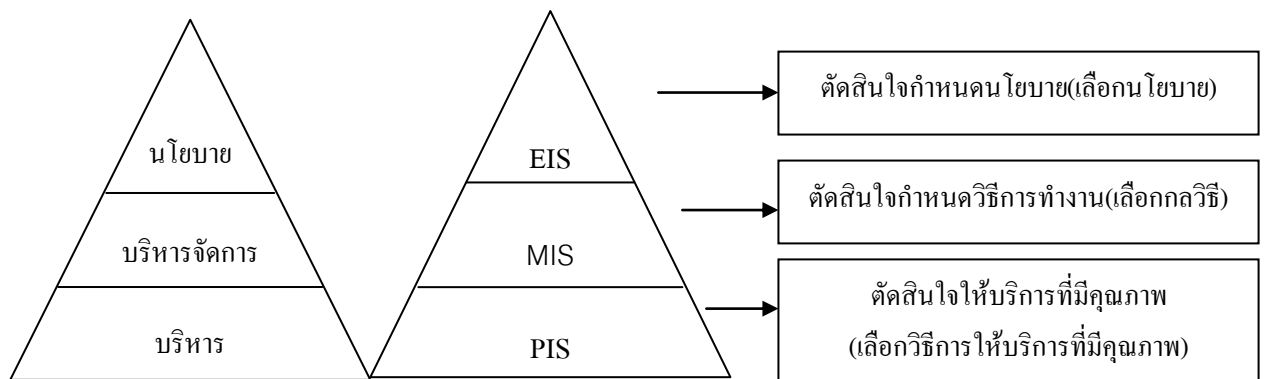 นโยบาย
บริหารจัดการ
บริหาร
EIS
MIS
PIS
ตัดสินใจกำหนดนโยบาย(เลือกนโยบาย)
ตัดสินใจกำหนดวิธีการทำงาน(เลือกกลวิธี)
ตัดสินใจให้บริการที่มีคุณภาพ
(เลือกวิธีการให้บริการที่มีคุณภาพ)